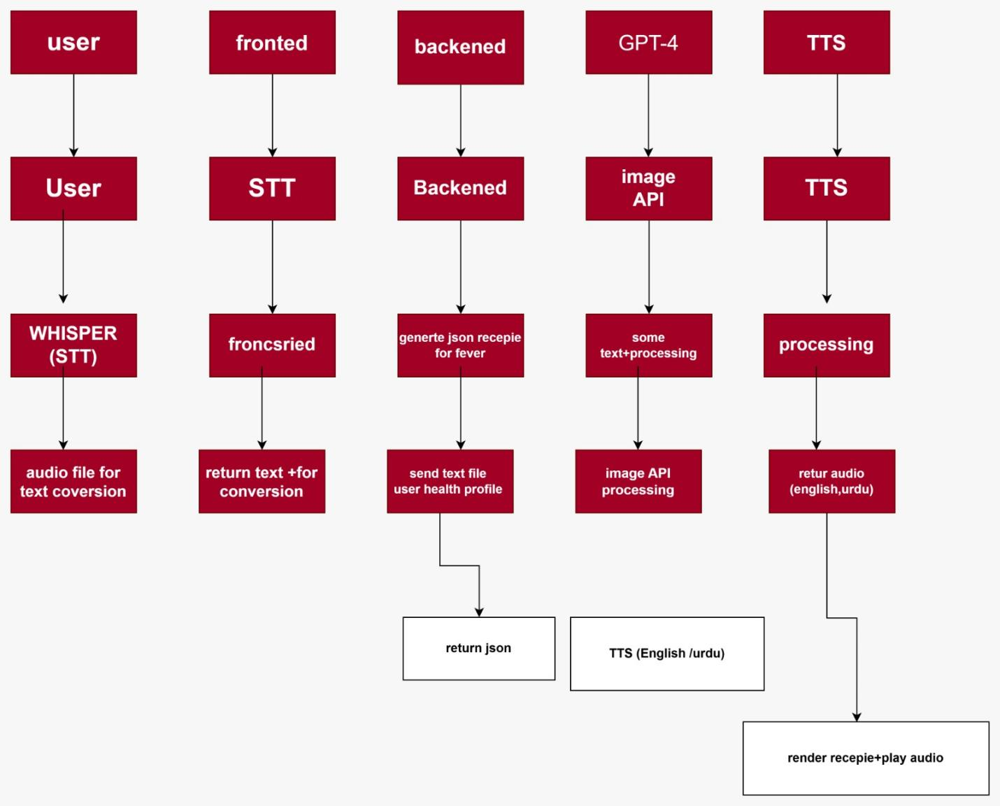 user
fronted
backened
GPT-4
TTS
User
STT
Backened
image
API
TTS
WHISPER
(STT)
froncsried
generte json recepie
for fever
some
text+processing
processing
audio file for
text coversion
return text +for
conversion
send text file
user health profile
image API
processing
retur audio
(english,urdu)
return json
TTS (English /urdu)
render recepie+play audio